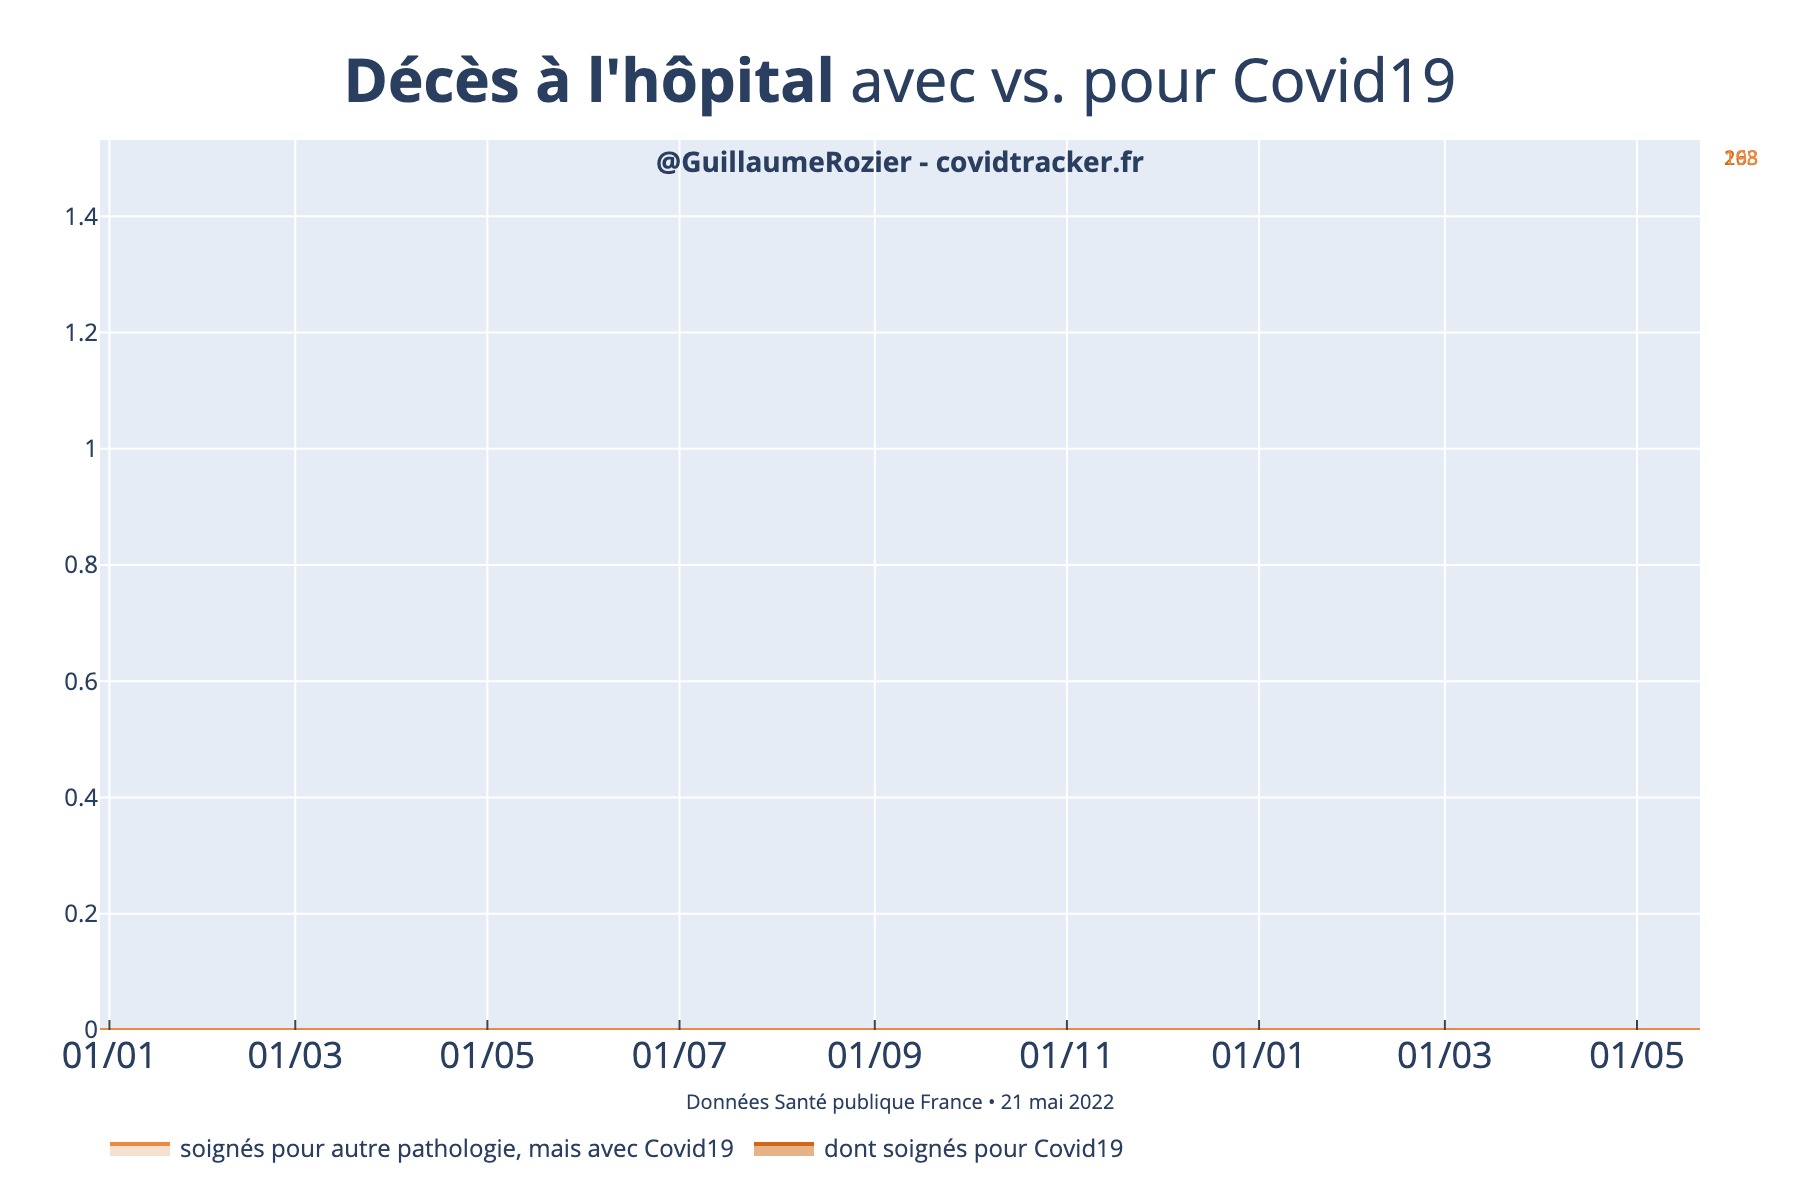 Décès à l'hôpital avec vs. pour Covid19
@GuillaumeRozier - covidtracker.fr
1.4
1.2
1
0.8
0.6
0.4
0.2
0
01/01 01/03 01/05 01/07 01/09 01/11 01/01 01/03 01/05
Données Santé publique France • 21 mai 2022
soignés pour autre pathologie, mais avec Covid19 dont soignés pour Covid19